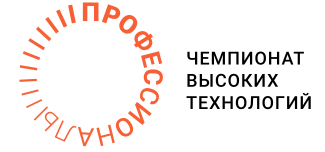 ПРОФЕССИОНАЛЫ
ЧЕМПИОНАТ
ВЫСОКИХ
ТЕХНОЛОГИЙ